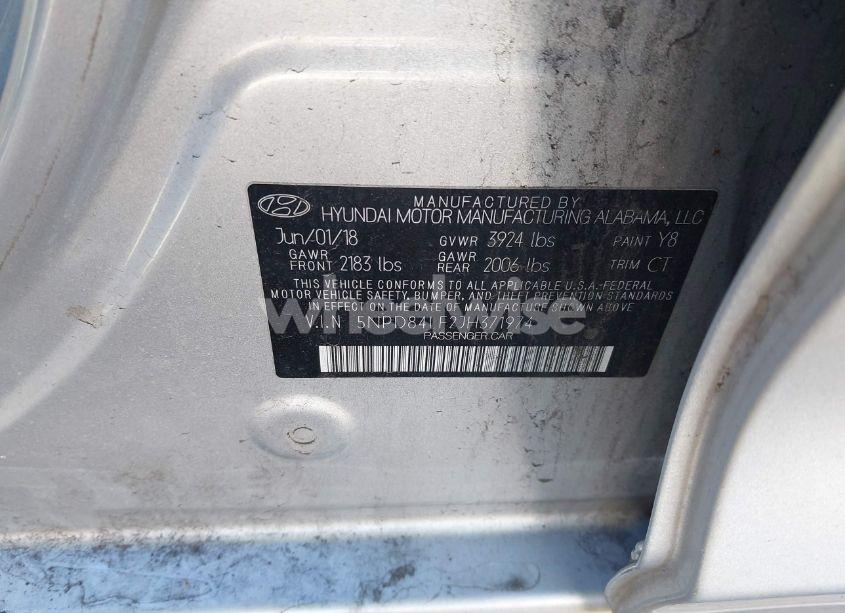 MANUFACTURED BY
HYUNDAI MOTOR MANUFACTURING ALABAMA, LLC
Jun/01/18 GVWR 3924 lbs PAINT Y8
GAWR FRONT 2183 lbs GAWR REAR 2006 lbs TRIM CT
THIS VEHICLE CONFORMS TO ALL APPLICABLE U.S.A.-FEDERAL
MOTOR VEHICLE SAFETY, BUMPER, AND THEFT PREVENTION STANDARDS
IN EFFECT ON THE DATE OF MANUFACTURE SHOWN ABOVE.
V.I.N 5NPD84LF2JH371974
PASSENGER CAR